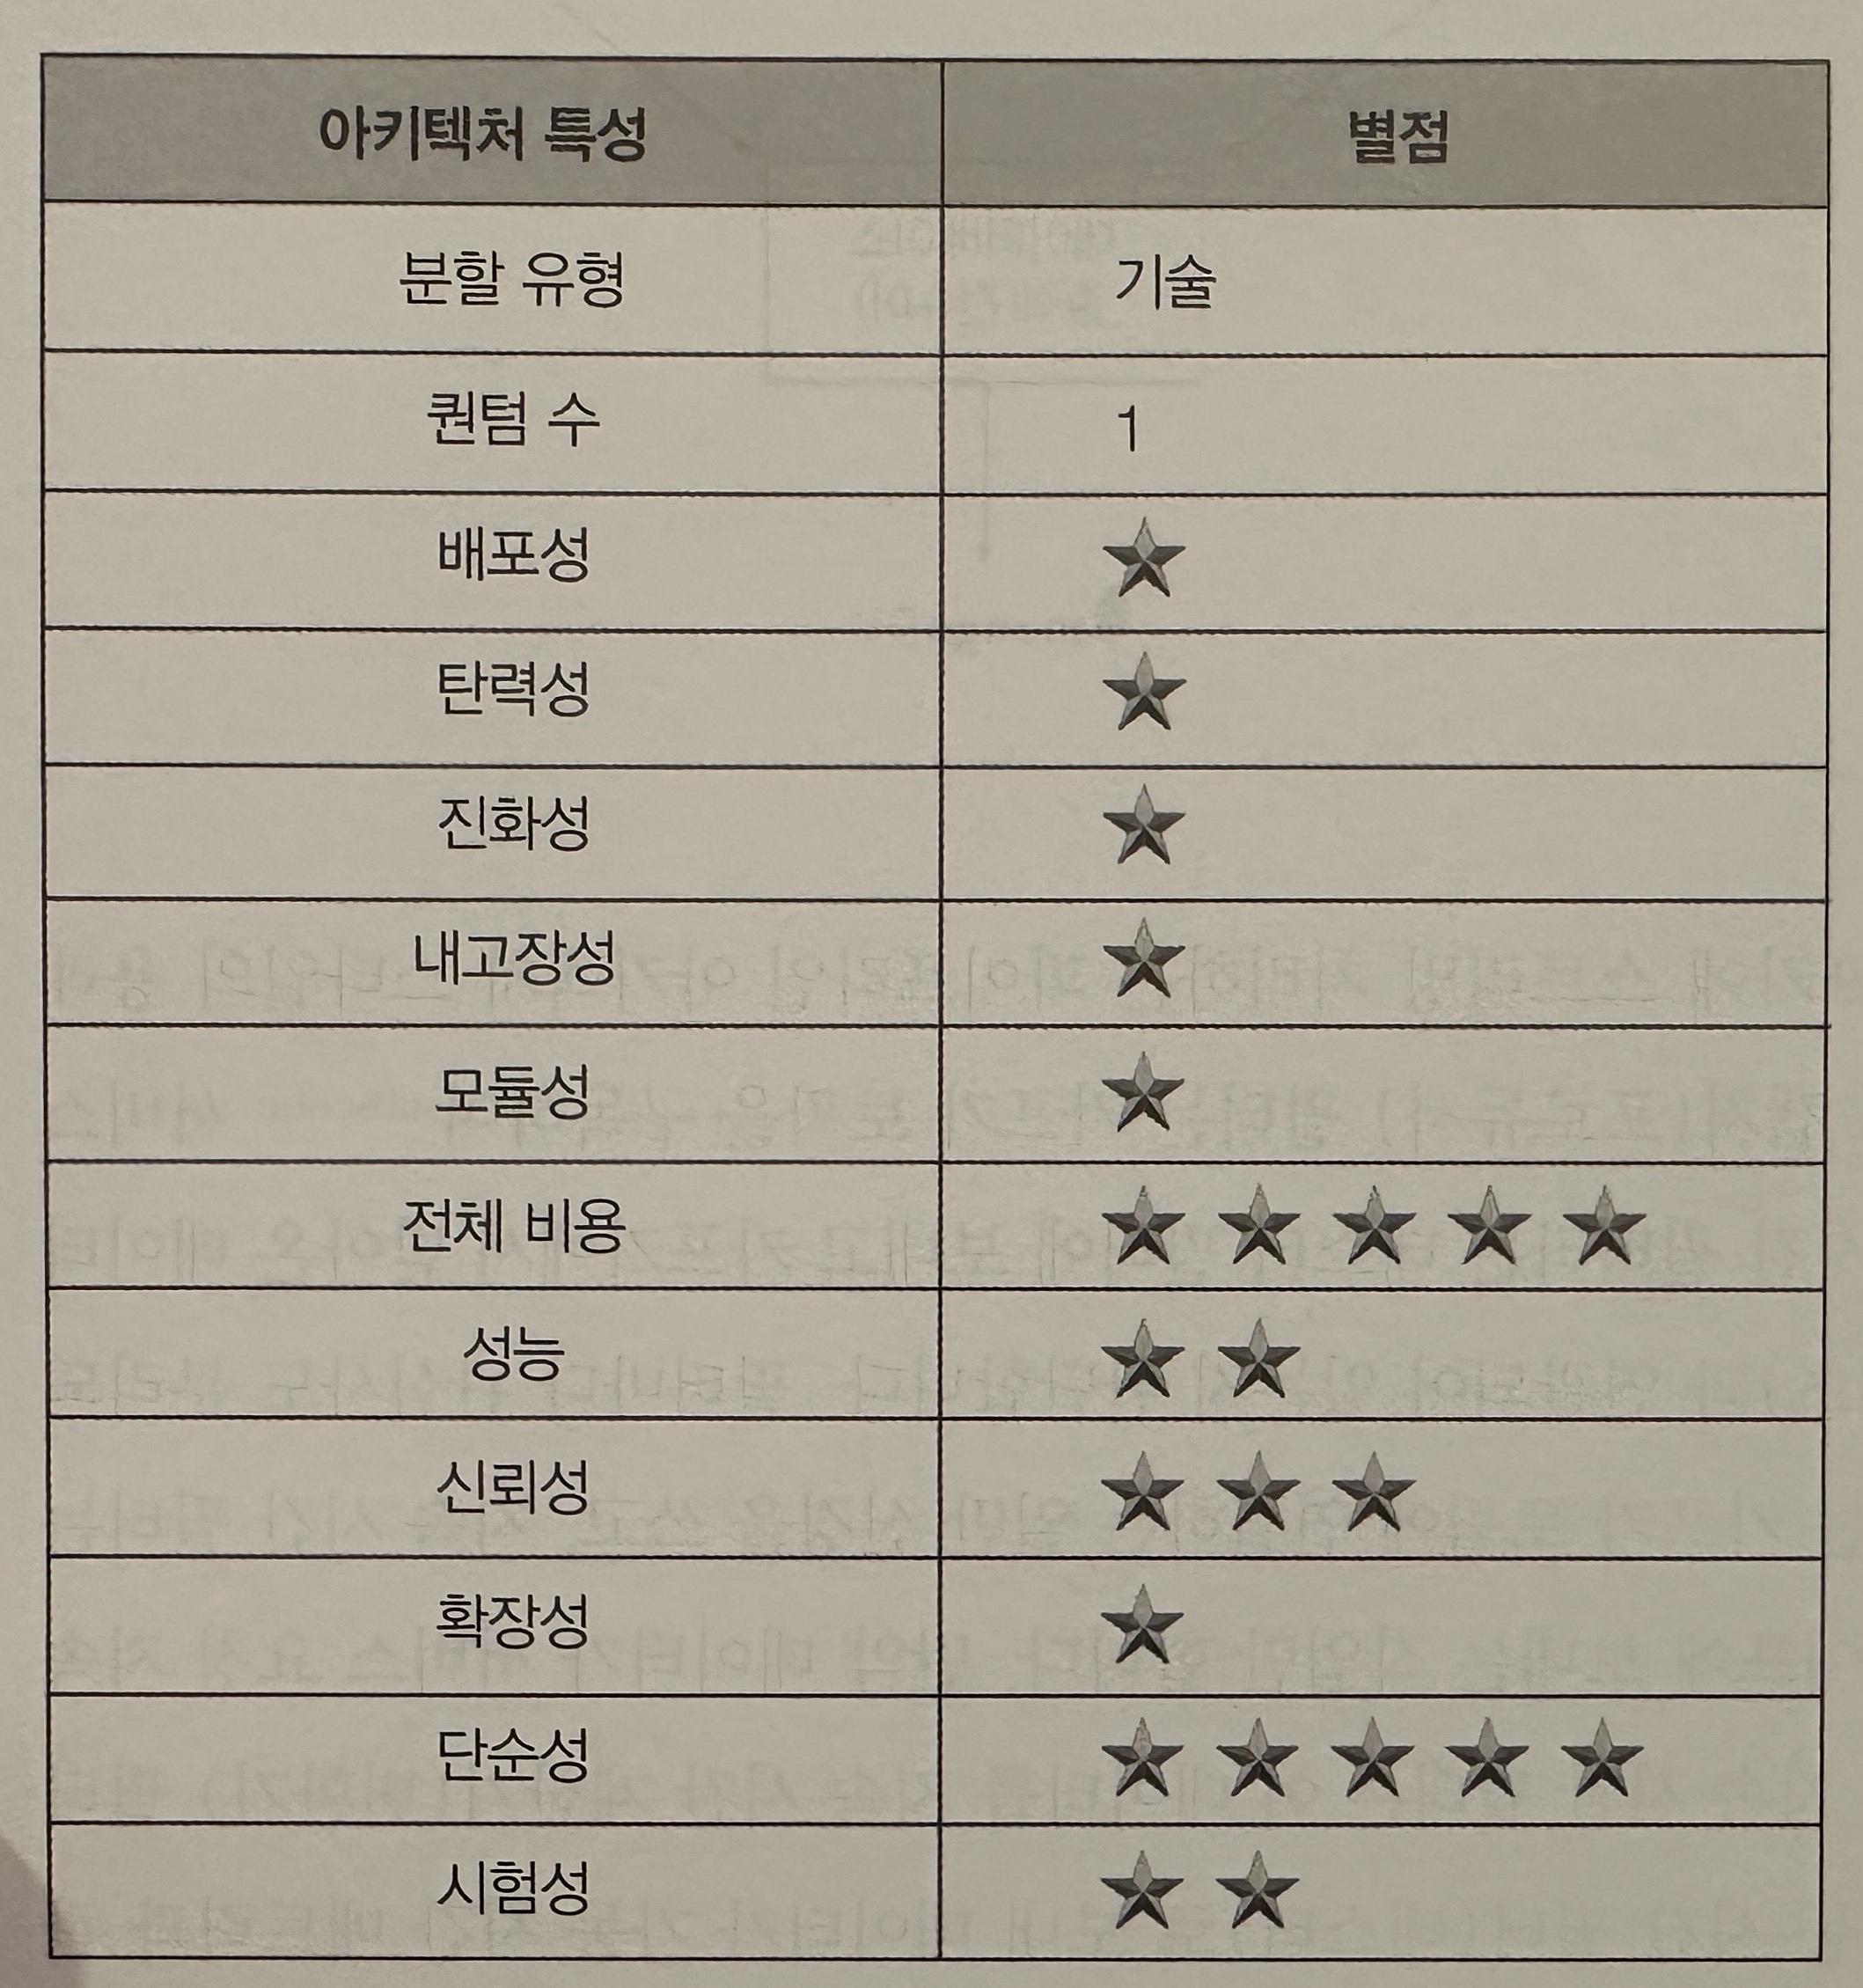 아키텍처 특성 별점
분할 유형 기술
퀀텀 수 1
배포성 ★
탄력성 ★
진화성 ★
내고장성 ★
모듈성 ★
전체 비용 ★★★★★
성능 ★★
신뢰성 ★★★
확장성 ★
단순성 ★★★★★
시험성 ★★